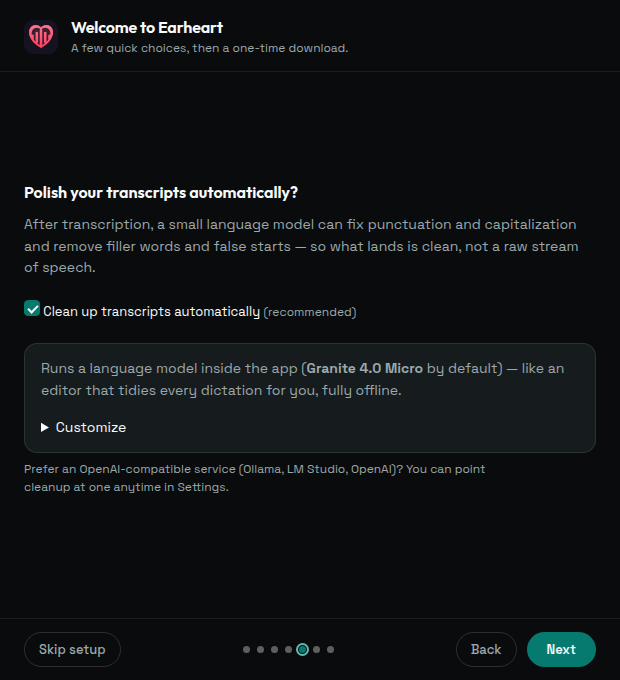 Welcome to Earheart
A few quick choices, then a one-time download.
Polish your transcripts automatically?
After transcription, a small language model can fix punctuation and capitalization
and remove filler words and false starts — so what lands is clean, not a raw stream
of speech.
Clean up transcripts automatically (recommended)
Runs a language model inside the app (Granite 4.0 Micro by default) — like an
editor that tidies every dictation for you, fully offline.
Customize
Prefer an OpenAI-compatible service (Ollama, LM Studio, OpenAI)? You can point
cleanup at one anytime in Settings.
Skip setup
Back
Next